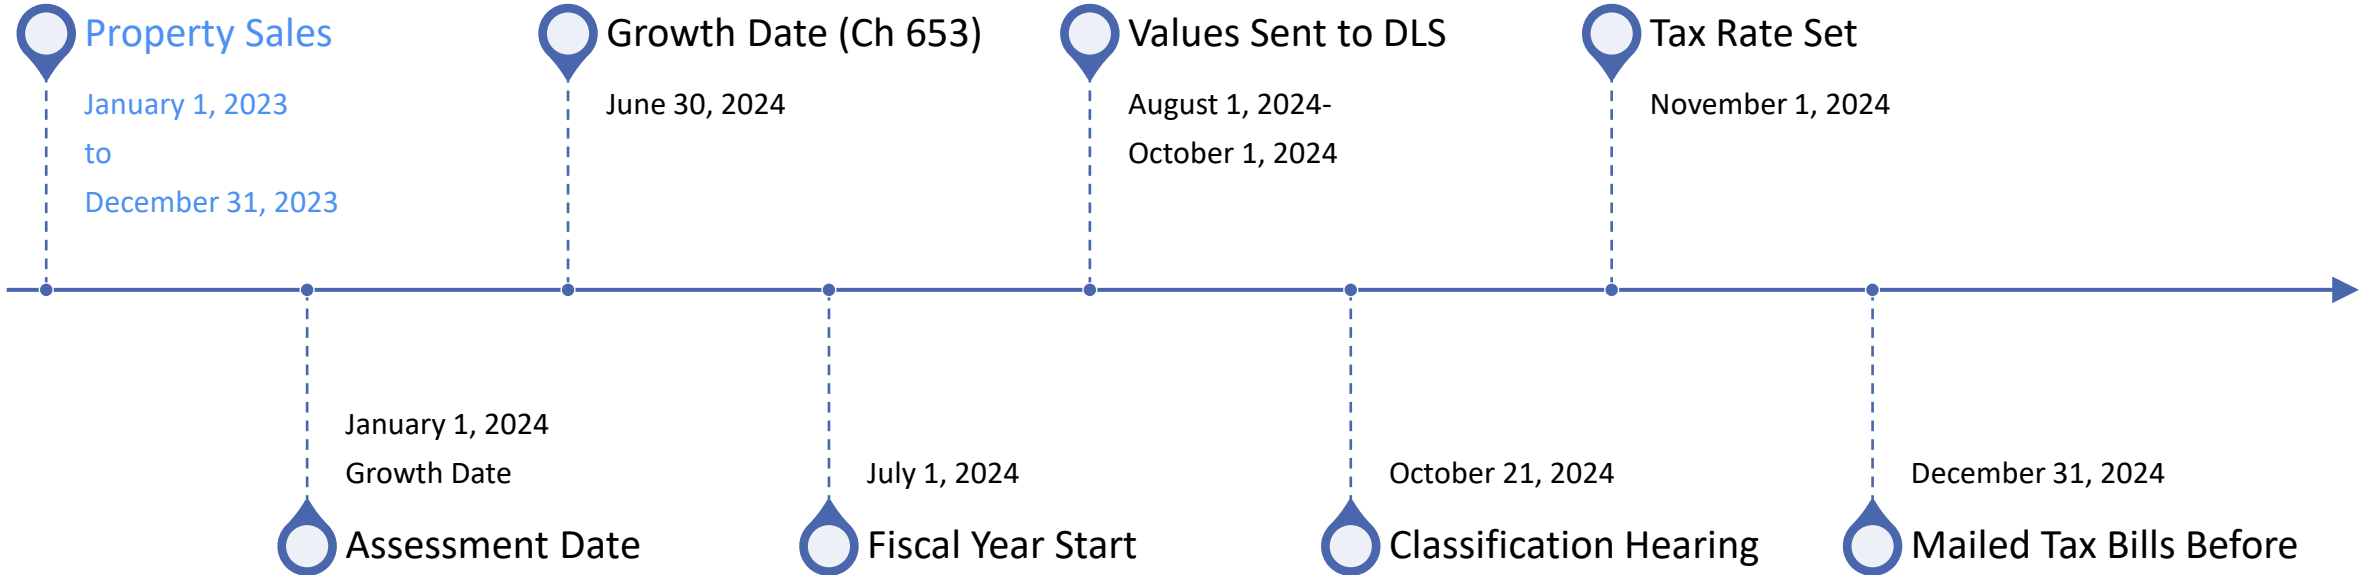 Property Sales
January 1, 2023
to
December 31, 2023
Growth Date (Ch 653)
June 30, 2024
Values Sent to DLS
August 1, 2024-
October 1, 2024
Tax Rate Set
November 1, 2024
January 1, 2024
Growth Date
Assessment Date
July 1, 2024
Fiscal Year Start
October 21, 2024
Classification Hearing
December 31, 2024
Mailed Tax Bills Before